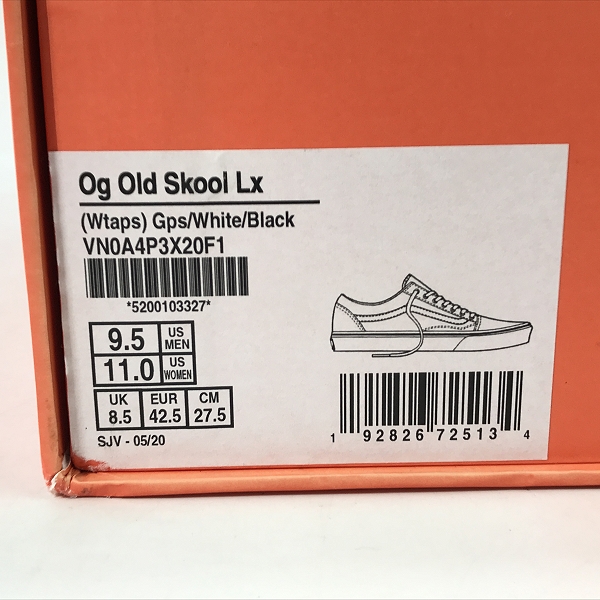 Og Old Skool Lx
(Wtaps) Gps/White/Black
VN0A4P3X20F1
*5200103327*
9.5 US MEN
11.0 US WOMEN
UK EUR CM
8.5 42.5 27.5
SJV - 05/20
1 92826 72513 4